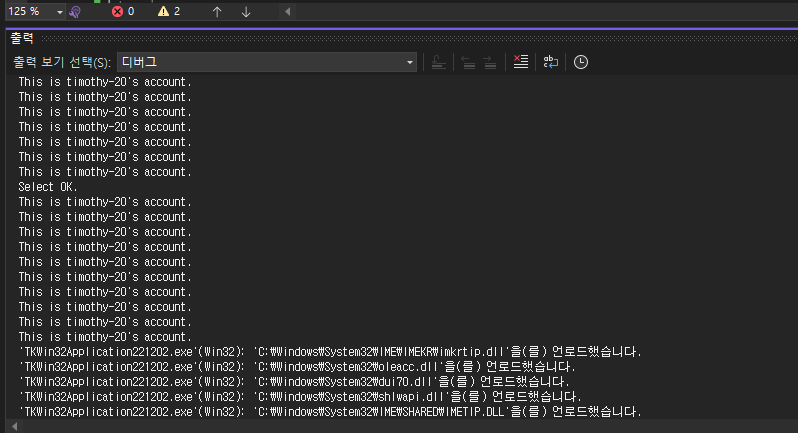 125 %
0
2
출력
출력 보기 선택(S):
디버그
This is timothy-20's account.
This is timothy-20's account.
This is timothy-20's account.
This is timothy-20's account.
This is timothy-20's account.
This is timothy-20's account.
This is timothy-20's account.
Select OK.
This is timothy-20's account.
This is timothy-20's account.
This is timothy-20's account.
This is timothy-20's account.
This is timothy-20's account.
This is timothy-20's account.
This is timothy-20's account.
This is timothy-20's account.
This is timothy-20's account.
This is timothy-20's account.
'TKWin32Application221202.exe'(Win32): 'C:₩Windows₩System32₩IME₩IMEKR₩imkrtip.dll'을(를) 언로드했습니다.
'TKWin32Application221202.exe'(Win32): 'C:₩Windows₩System32₩oleacc.dll'을(를) 언로드했습니다.
'TKWin32Application221202.exe'(Win32): 'C:₩Windows₩System32₩dui70.dll'을(를) 언로드했습니다.
'TKWin32Application221202.exe'(Win32): 'C:₩Windows₩System32₩shlwapi.dll'을(를) 언로드했습니다.
'TKWin32Application221202.exe'(Win32): 'C:₩Windows₩System32₩IME₩SHARED₩IMETIP.DLL'을(를) 언로드했습니다.